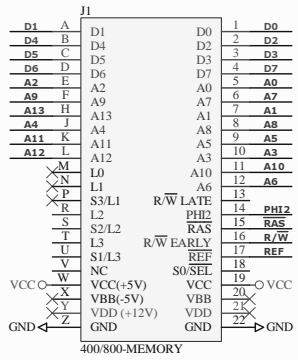 J1
D1 A D1 D0 1 D0
D4 B D4 D2 2 D2
D5 C D5 D3 3 D3
D6 D D6 D7 4 D7
A2 E A2 A0 5 A0
A9 F A9 A7 6 A7
A13 H A13 A1 7 A1
A4 J A4 A8 8 A8
A11 K A11 A5 9 A5
A12 L A12 A3 10 A3
M L0 A10 11 A10
N L1 A6 12 A6
P S3/L1 R/W LATE 13
R L2 PHI2 14 PHI2
S S2/L2 RAS 15 RAS
T L3 R/W EARLY 16 R/W
U S1/L3 REF 17 REF
V NC S0/SEL 18
VCC W VCC(+5V) VCC 19 VCC
X VBB(-5V) VBB 20
Y VDD (+12V) VDD 21
GND Z GND GND 22 GND
400/800-MEMORY